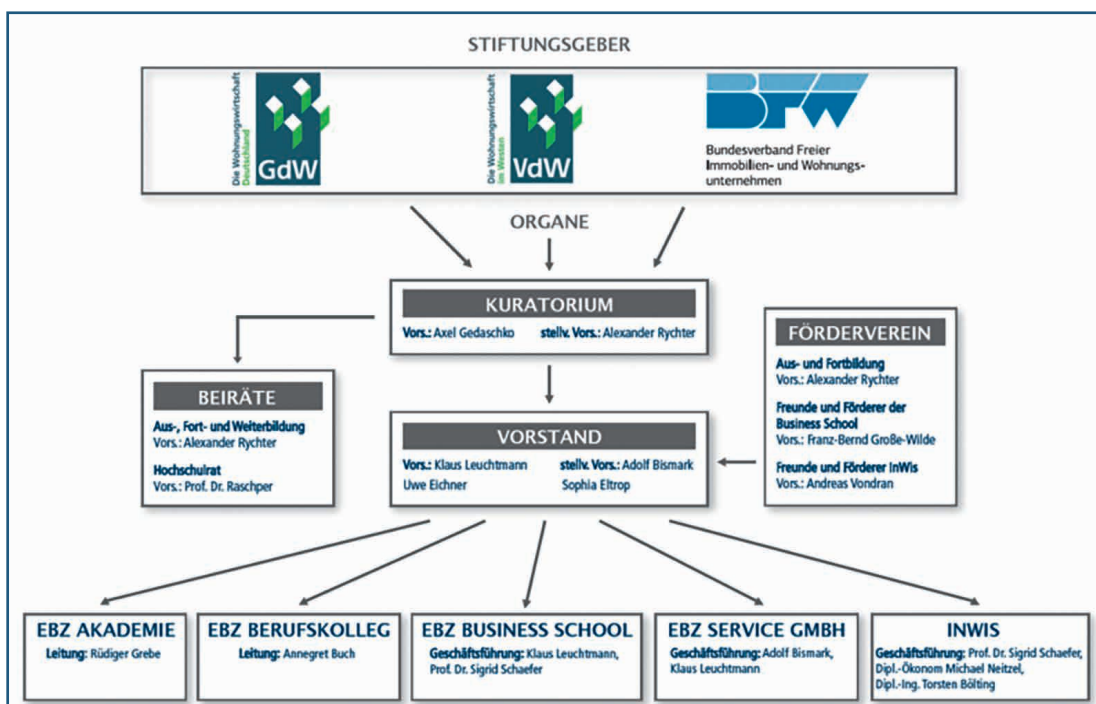 STIFTUNGSGEBER
Die Wohnungswirtschaft
Deutschland
GdW
Die Wohnungswirtschaft
im Westen
VdW
BFW
Bundesverband Freier
Immobilien- und Wohnungs-
unternehmen
ORGANE
KURATORIUM
Vors.: Axel Gedaschko stellv. Vors.: Alexander Rychter
BEIRÄTE
Aus-, Fort- und Weiterbildung
Vors.: Alexander Rychter
Hochschulrat
Vors.: Prof. Dr. Raschper
VORSTAND
Vors.: Klaus Leuchtmann stellv. Vors.: Adolf Bismark
Uwe Eichner Sophia Eltrop
FÖRDERVEREIN
Aus- und Fortbildung
Vors.: Alexander Rychter
Freunde und Förderer der
Business School
Vors.: Franz-Bernd Große-Wilde
Freunde und Förderer InWis
Vors.: Andreas Vondran
EBZ AKADEMIE
Leitung: Rüdiger Grebe
EBZ BERUFSKOLLEG
Leitung: Annegret Buch
EBZ BUSINESS SCHOOL
Geschäftsführung: Klaus Leuchtmann,
Prof. Dr. Sigrid Schaefer
EBZ SERVICE GMBH
Geschäftsführung: Adolf Bismark,
Klaus Leuchtmann
INWIS
Geschäftsführung: Prof. Dr. Sigrid Schaefer,
Dipl.-Ökonom Michael Neitzel,
Dipl.-Ing. Torsten Bölting